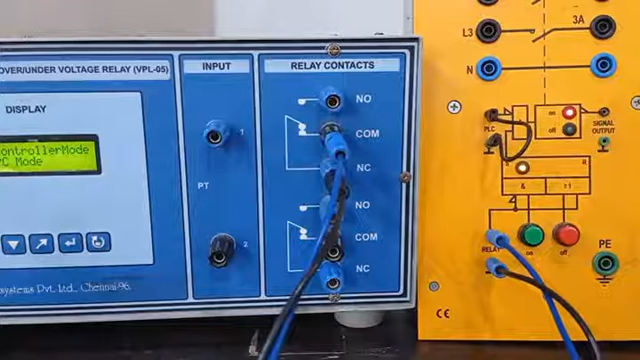 OVER/UNDER VOLTAGE RELAY (VPL-05)
DISPLAY
ControllerMode
PC Mode
Systems Pvt. Ltd., Chennai-96.
INPUT
1
PT
2
RELAY CONTACTS
NO
COM
NC
NO
COM
NC
L3
3A
N
PLC
on
off
SIGNAL
OUTPUT
S
R
&
≥1
RELAY
on
off
PE
CE